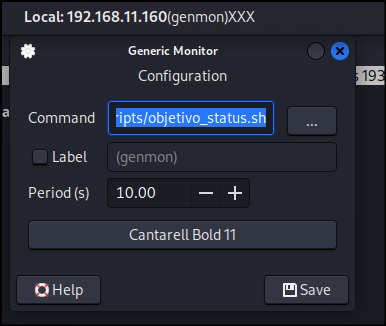 Local: 192.168.11.160(genmon)XXX
Generic Monitor
Configuration
193
Command ripts/objetivo_status.sh ...
Label (genmon)
Period (s) 10.00
Cantarell Bold 11
Help Save